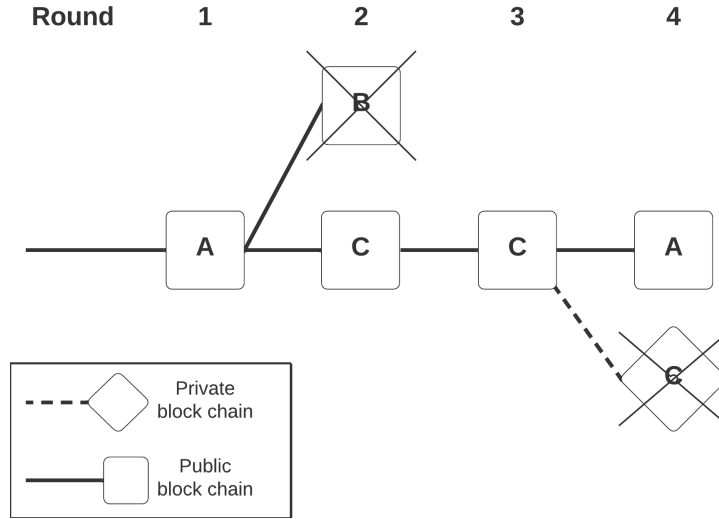 Round 1 2 3 4
B
A C C A
C
Private
block chain
Public
block chain